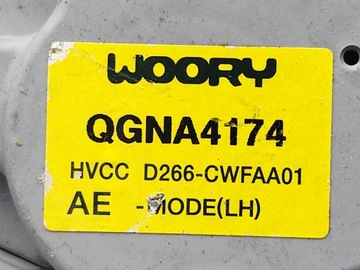 WOORY
QGNA4174
HVCC D266-CWFAA01
AE -MODE(LH)